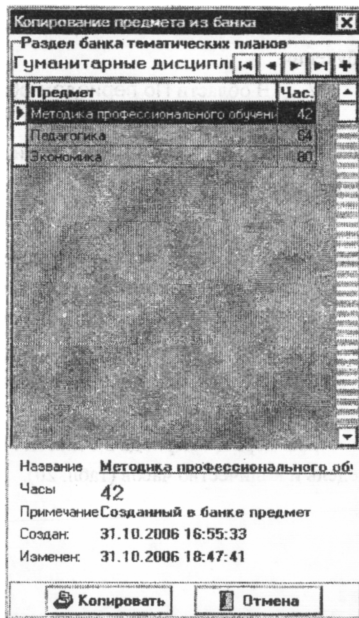 Копирование предмета из банка
Раздел банка тематических планов
Гуманитарные дисципл
Предмет Час.
Методика профессионального обучени 42
Педагогика 64
Экономика 80
Название Методика профессионального об
Часы 42
Примечание Созданный в банке предмет
Создан: 31.10.2006 16:55:33
Изменен: 31.10.2006 18:47:41
Копировать Отмена